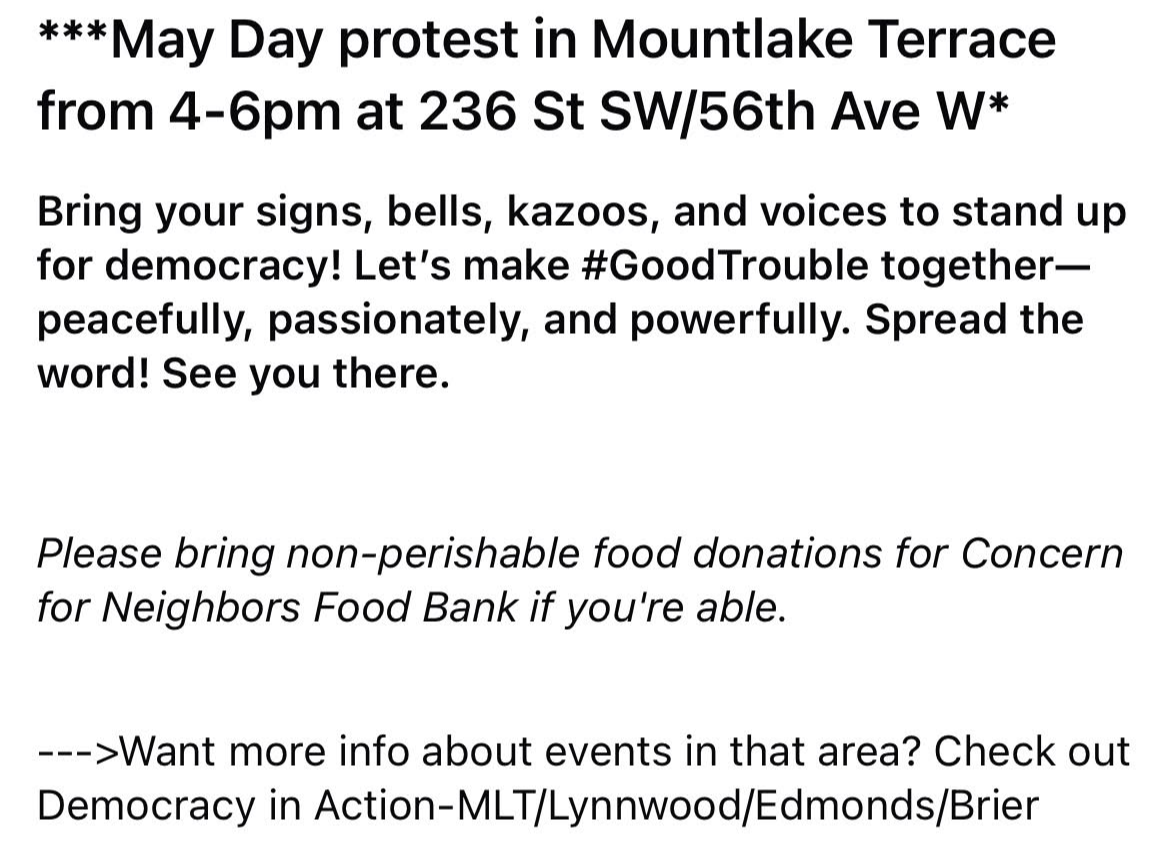 ***May Day protest in Mountlake Terrace
from 4-6pm at 236 St SW/56th Ave W*
Bring your signs, bells, kazoos, and voices to stand up
for democracy! Let’s make #GoodTrouble together—
peacefully, passionately, and powerfully. Spread the
word! See you there.
Please bring non-perishable food donations for Concern
for Neighbors Food Bank if you're able.
--->Want more info about events in that area? Check out
Democracy in Action-MLT/Lynnwood/Edmonds/Brier